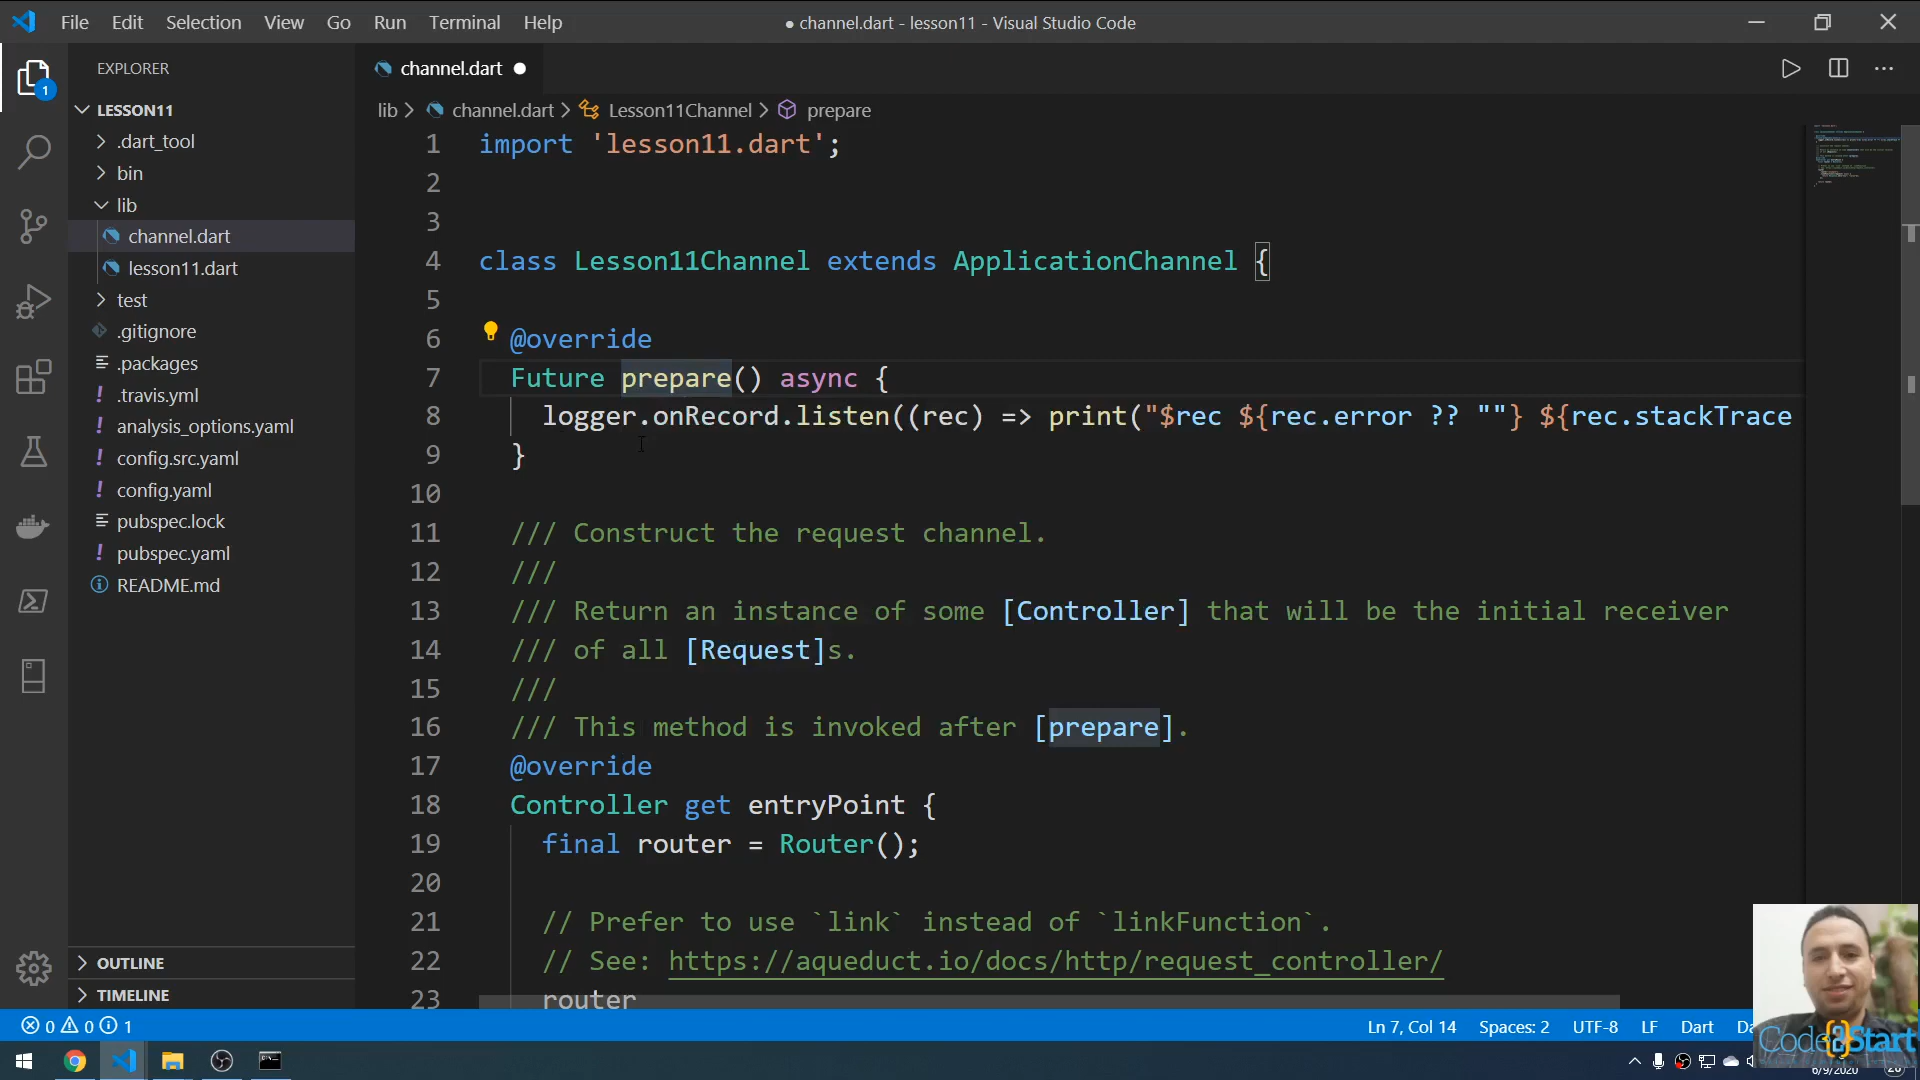 File Edit Selection View Go Run Terminal Help
● channel.dart - lesson11 - Visual Studio Code
EXPLORER
channel.dart ●
1
LESSON11
.dart_tool
bin
lib
channel.dart
lesson11.dart
test
.gitignore
.packages
.travis.yml
analysis_options.yaml
config.src.yaml
config.yaml
pubspec.lock
pubspec.yaml
README.md
OUTLINE
TIMELINE
lib > channel.dart > Lesson11Channel > prepare
1 import 'lesson11.dart';
2
3
4 class Lesson11Channel extends ApplicationChannel {
5
6 @override
7 Future prepare() async {
8 logger.onRecord.listen((rec) => print("$rec ${rec.error ?? ""} ${rec.stackTrace
9 }
10
11 /// Construct the request channel.
12 ///
13 /// Return an instance of some [Controller] that will be the initial receiver
14 /// of all [Request]s.
15 ///
16 /// This method is invoked after [prepare].
17 @override
18 Controller get entryPoint {
19 final router = Router();
20
21 // Prefer to use `link` instead of `linkFunction`.
22 // See: https://aqueduct.io/docs/http/request_controller/
23 router
0 0 1
Ln 7, Col 14 Spaces: 2 UTF-8 LF Dart
Code{2}Start
6/9/2020